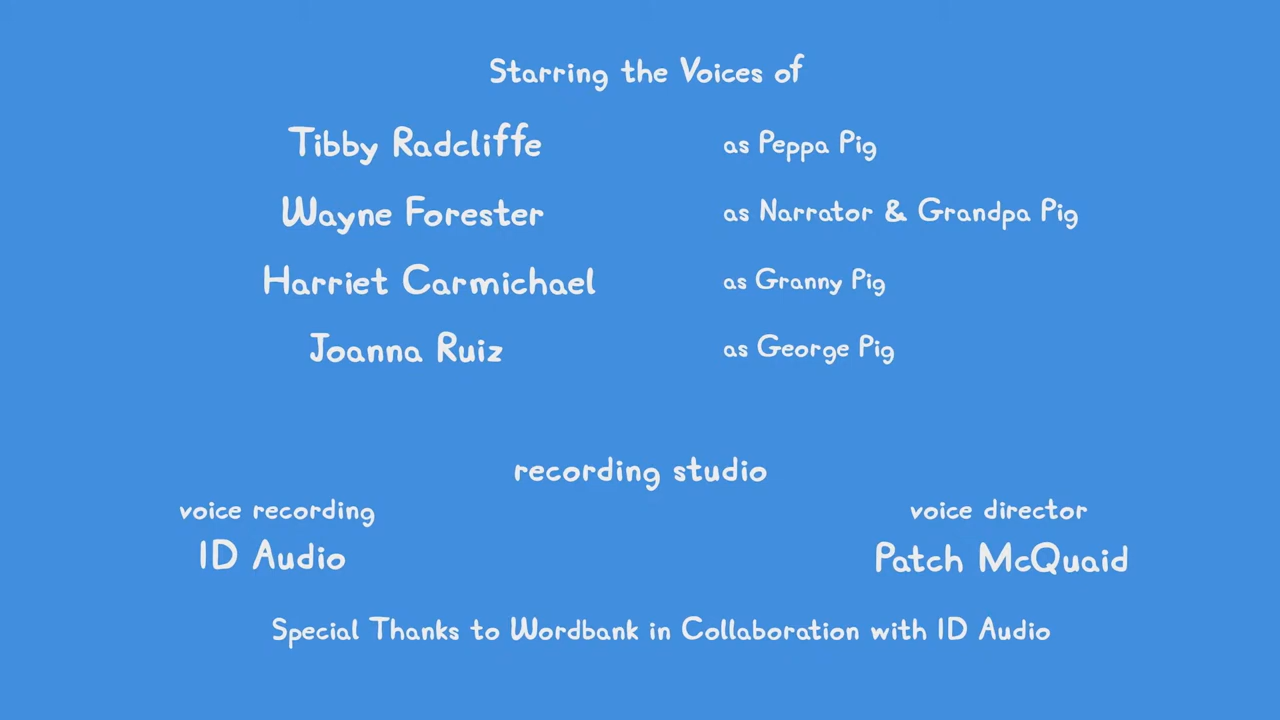 Starring the Voices of
Tibby Radcliffe as Peppa Pig
Wayne Forester as Narrator & Grandpa Pig
Harriet Carmichael as Granny Pig
Joanna Ruiz as George Pig
recording studio
voice recording voice director
ID Audio Patch McQuaid
Special Thanks to Wordbank in Collaboration with ID Audio